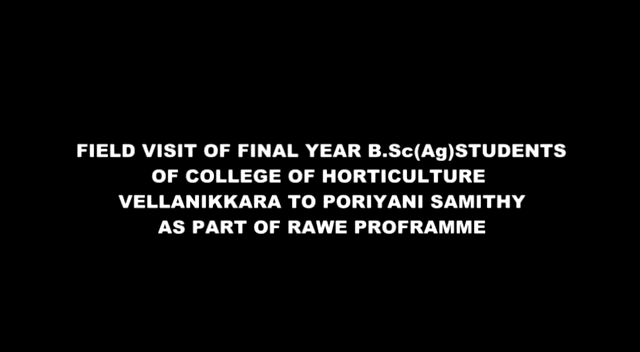 FIELD VISIT OF FINAL YEAR B.Sc(Ag)STUDENTS
OF COLLEGE OF HORTICULTURE
VELLANIKKARA TO PORIYANI SAMITHY
AS PART OF RAWE PROFRAMME